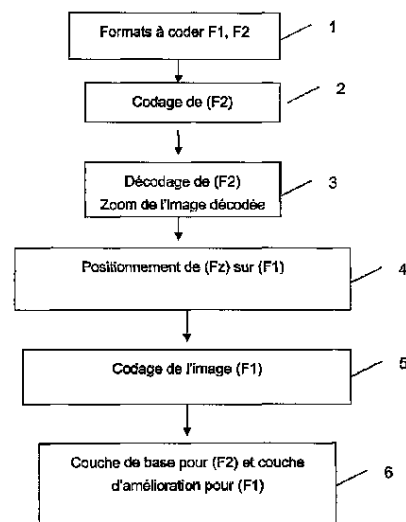 Formats à coder F1, F2
1
Codage de (F2)
2
Décodage de (F2)
Zoom de l'image décodée
3
Positionnement de (Fz) sur (F1)
4
Codage de l'image (F1)
5
Couche de base pour (F2) et couche
d'amélioration pour (F1)
6